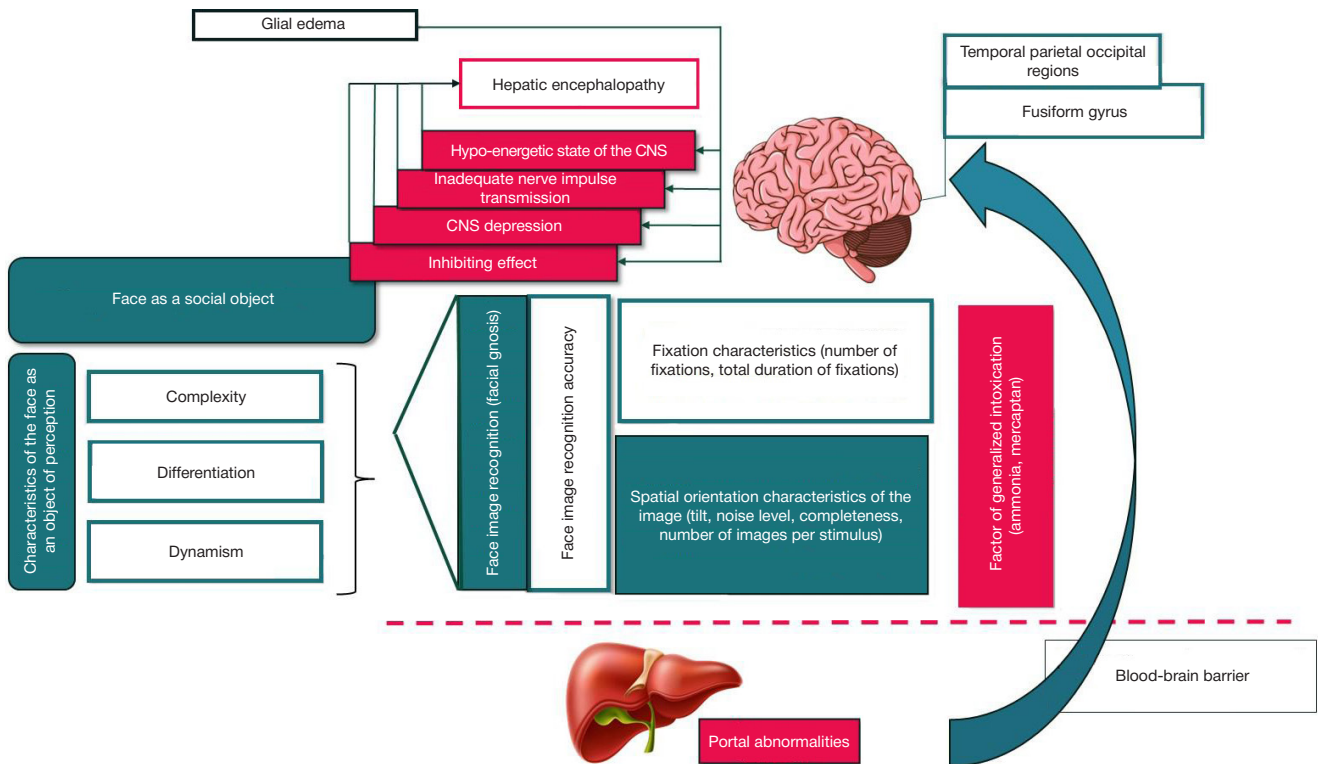 Glial edema
Temporal parietal occipital
regions
Hepatic encephalopathy
Fusiform gyrus
Hypo-energetic state of the CNS
Inadequate nerve impulse
transmission
CNS depression
Inhibiting effect
Face as a social object
Characteristics of the face as
an object of perception
Complexity
Differentiation
Dynamism
Face image recognition (facial gnosis)
Face image recognition accuracy
Fixation characteristics (number of
fixations, total duration of fixations)
Spatial orientation characteristics of the
image (tilt, noise level, completeness,
number of images per stimulus)
Factor of generalized intoxication
(ammonia, mercaptan)
Blood-brain barrier
Portal abnormalities